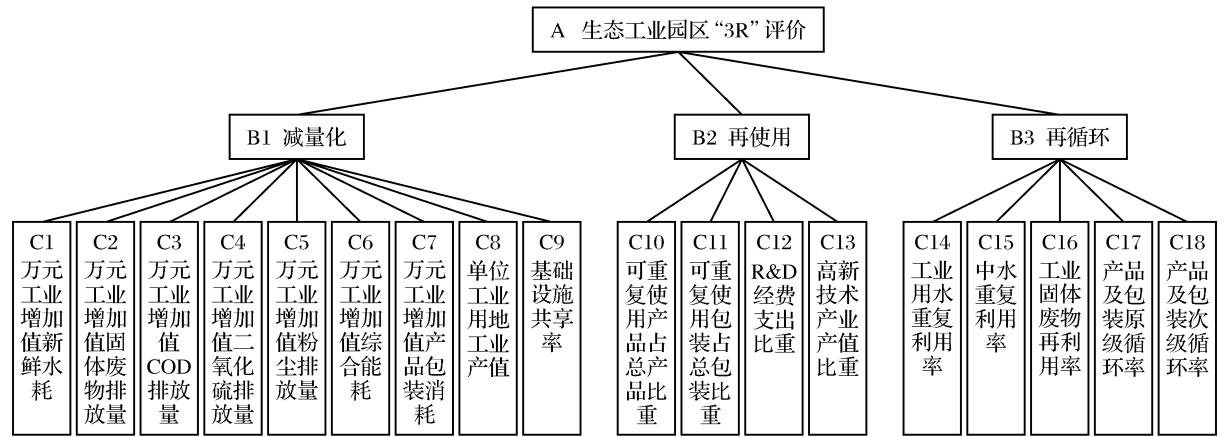 A 生态工业园区“3R”评价
B1 减量化
B2 再使用
B3 再循环
C1
万元
工业
增加
值新
鲜水
耗
C2
万元
工业
增加
值固
体废
物排
放量
C3
万元
工业
增加
值
COD
排放
量
C4
万元
工业
增加
值二
氧化
硫排
放量
C5
万元
工业
增加
值粉
尘排
放量
C6
万元
工业
增加
值综
合能
耗
C7
万元
工业
增加
值产
品包
装消
耗
C8
单位
工业
用地
工业
产值
C9
基础
设施
共享
率
C10
可重
复使
用产
品占
总产
品比
重
C11
可重
复使
用包
装占
总包
装比
重
C12
R&D
经费
支出
比重
C13
高新
技术
产业
产值
比重
C14
工业
用水
重复
利用
率
C15
中水
重复
利用
率
C16
工业
固体
废物
再利
用率
C17
产品
及包
装原
级循
环率
C18
产品
及包
装次
级循
环率